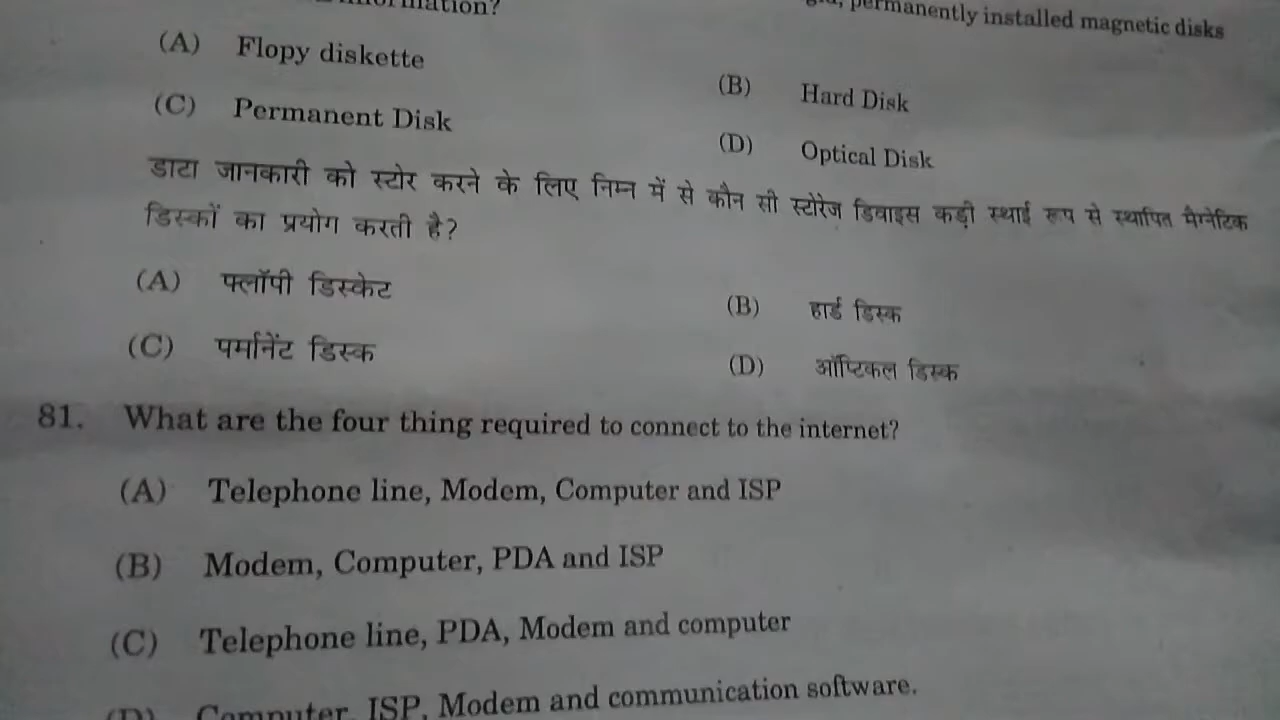 permanently installed magnetic disks
(A) Flopy diskette
(B) Hard Disk
(C) Permanent Disk
(D) Optical Disk
डाटा जानकारी को स्टोर करने के लिए निम्न में से कौन सी स्टोरेज डिवाइस कड़ी स्थाई रूप से स्थापित मैग्नेटिक
डिस्कों का प्रयोग करती है?
(A) फ्लॉपी डिस्केट
(B) हार्ड डिस्क
(C) पर्मानेंट डिस्क
(D) ऑप्टिकल डिस्क
81. What are the four thing required to connect to the internet?
(A) Telephone line, Modem, Computer and ISP
(B) Modem, Computer, PDA and ISP
(C) Telephone line, PDA, Modem and computer
(D) Computer, ISP, Modem and communication software.